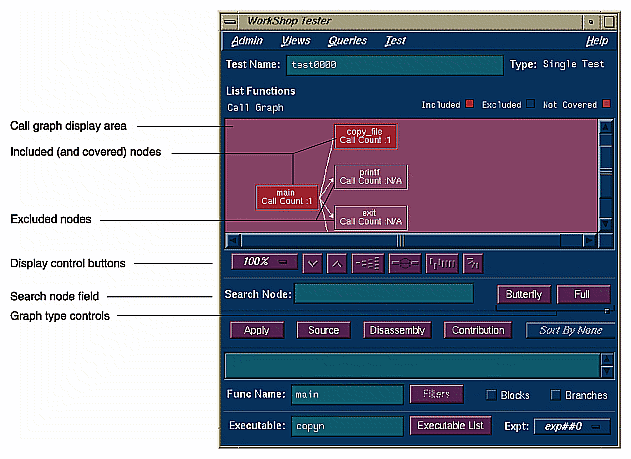 WorkShop Tester
Admin Views Queries Test Help
Test Name: test0000 Type: Single Test
List Functions
Call Graph Included Excluded Not Covered
Call graph display area
copy_file
Call Count :1
Included (and covered) nodes
printf
Call Count :N/A
main
Call Count :1
Excluded nodes
exit
Call Count :N/A
Display control buttons
100%
Search node field
Search Node: Butterfly Full
Graph type controls
Apply Source Disassembly Contribution Sort By None
Func Name: main Filters Blocks Branches
Executable: copyn Executable List Expt: exp##0